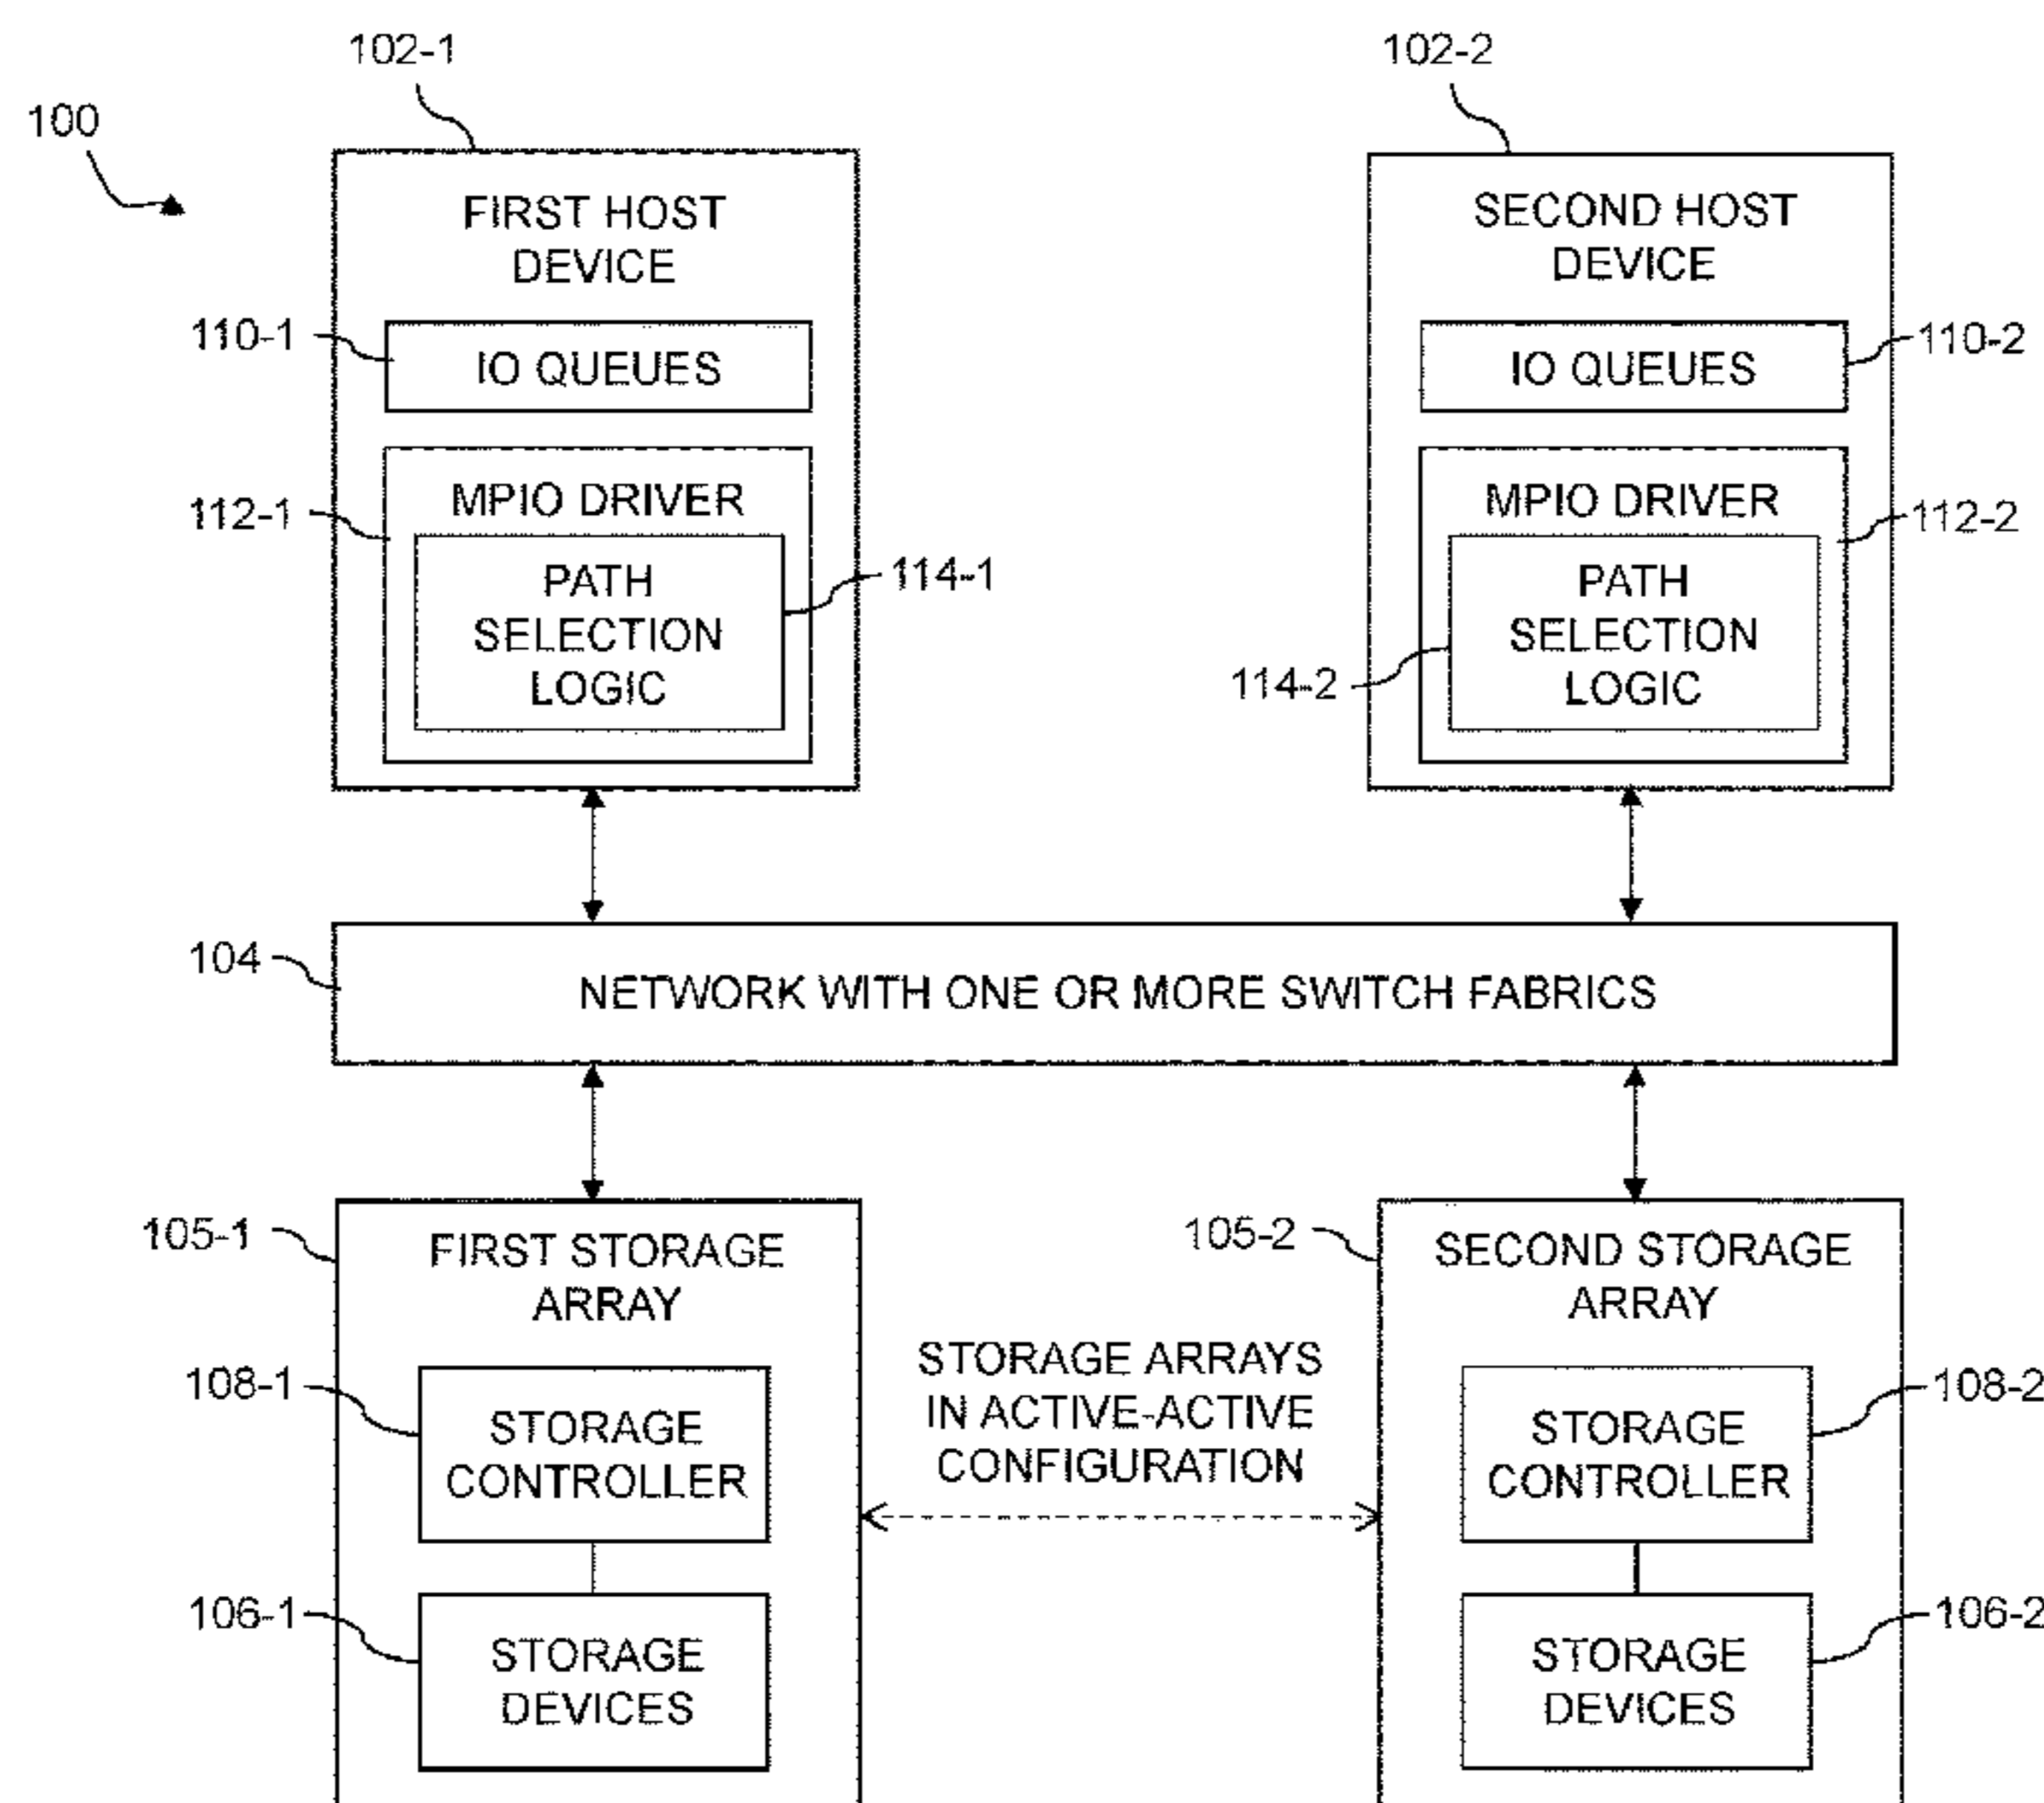 102-1
102-2
100
FIRST HOST
DEVICE
SECOND HOST
DEVICE
110-1
IO QUEUES
IO QUEUES
110-2
112-1
MPIO DRIVER
MPIO DRIVER
112-2
PATH
SELECTION
LOGIC
114-1
PATH
SELECTION
LOGIC
114-2
104
NETWORK WITH ONE OR MORE SWITCH FABRICS
105-1
FIRST STORAGE
ARRAY
105-2
SECOND STORAGE
ARRAY
STORAGE ARRAYS
IN ACTIVE-ACTIVE
CONFIGURATION
108-1
STORAGE
CONTROLLER
STORAGE
CONTROLLER
108-2
106-1
STORAGE
DEVICES
STORAGE
DEVICES
106-2